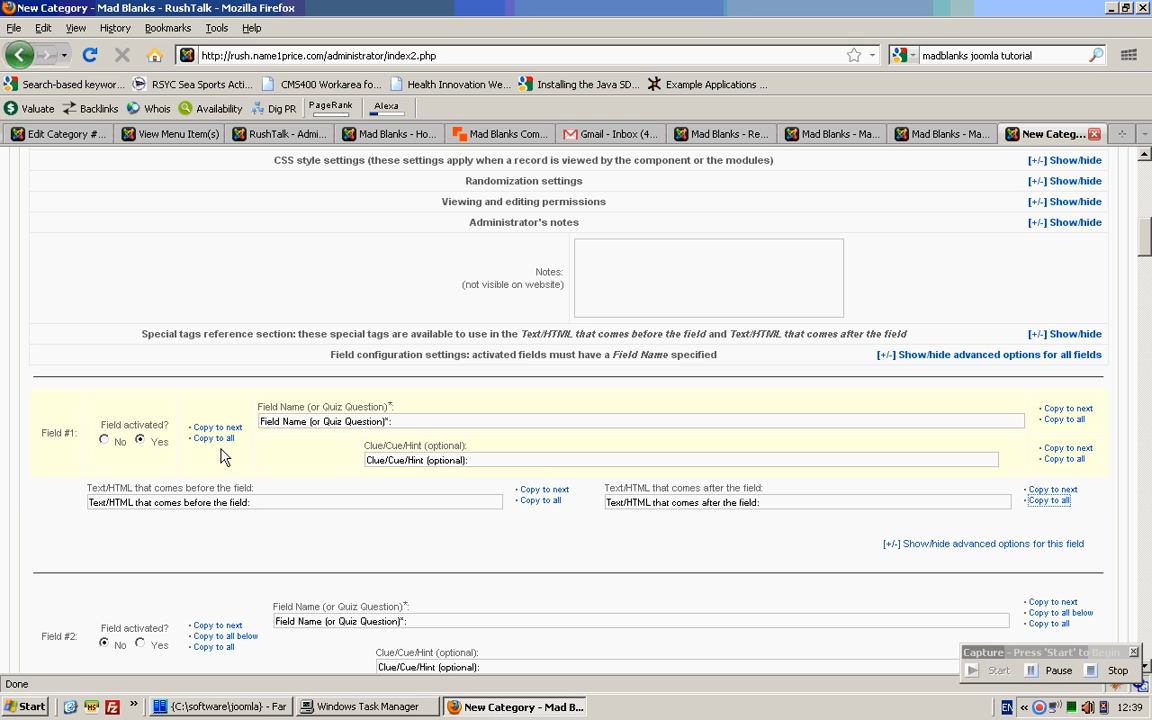 New Category - Mad Blanks - RushTalk - Mozilla Firefox
File Edit View History Bookmarks Tools Help
http://rush.name1price.com/administrator/index2.php madblanks joomla tutorial
Search-based keywor... RSYC Sea Sports Acti... CMS400 Workarea fo... Health Innovation We... Installing the Java SD... Example Applications ...
Valuate Backlinks Whois Availability Dig PR PageRank Alexa
Edit Category #... View Menu Item(s) RushTalk - Admi... Mad Blanks - Ho... Mad Blanks Com... Gmail - Inbox (4... Mad Blanks - Re... Mad Blanks - Ma... Mad Blanks - Ma... New Categ...
CSS style settings (these settings apply when a record is viewed by the component or the modules) [+/-] Show/hide
Randomization settings [+/-] Show/hide
Viewing and editing permissions [+/-] Show/hide
Administrator's notes [+/-] Show/hide
Notes:
(not visible on website)
Special tags reference section: these special tags are available to use in the Text/HTML that comes before the field and Text/HTML that comes after the field [+/-] Show/hide
Field configuration settings: activated fields must have a Field Name specified [+/-] Show/hide advanced options for all fields
Field Name (or Quiz Question)*:
Field #1: Field activated? No Yes • Copy to next • Copy to all Field Name (or Quiz Question)*: • Copy to next • Copy to all
Clue/Cue/Hint (optional):
Clue/Cue/Hint (optional): • Copy to next • Copy to all
Text/HTML that comes before the field: • Copy to next Text/HTML that comes after the field: • Copy to next
Text/HTML that comes before the field: • Copy to all Text/HTML that comes after the field: • Copy to all
[+/-] Show/hide advanced options for this field
Field Name (or Quiz Question)*: • Copy to next
Field #2: Field activated? No Yes • Copy to next • Copy to all below • Copy to all Field Name (or Quiz Question)*: • Copy to all below • Copy to all
Clue/Cue/Hint (optional):
Clue/Cue/Hint (optional):
Capture - Press 'Start' to Begin
Start Pause Stop
Done
Start {C:\software\joomla} - Far Windows Task Manager New Category - Mad B... EN 12:39